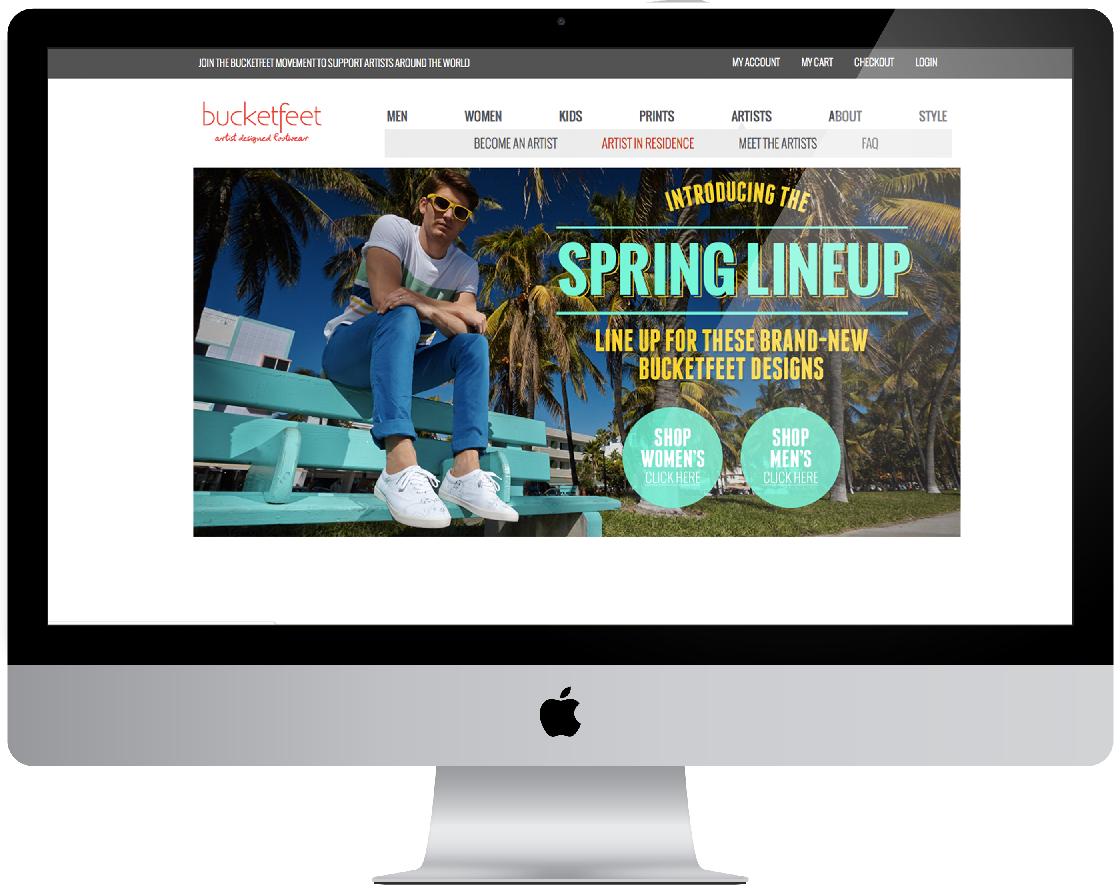 JOIN THE BUCKETFEET MOVEMENT TO SUPPORT ARTISTS AROUND THE WORLD
MY ACCOUNT MY CART CHECKOUT LOGIN
bucketfeet
artist designed footwear
MEN WOMEN KIDS PRINTS ARTISTS ABOUT STYLE
BECOME AN ARTIST ARTIST IN RESIDENCE MEET THE ARTISTS FAQ
INTRODUCING THE
SPRING LINEUP
LINE UP FOR THESE BRAND-NEW
BUCKETFEET DESIGNS
SHOP
WOMEN'S
CLICK HERE
SHOP
MEN'S
CLICK HERE